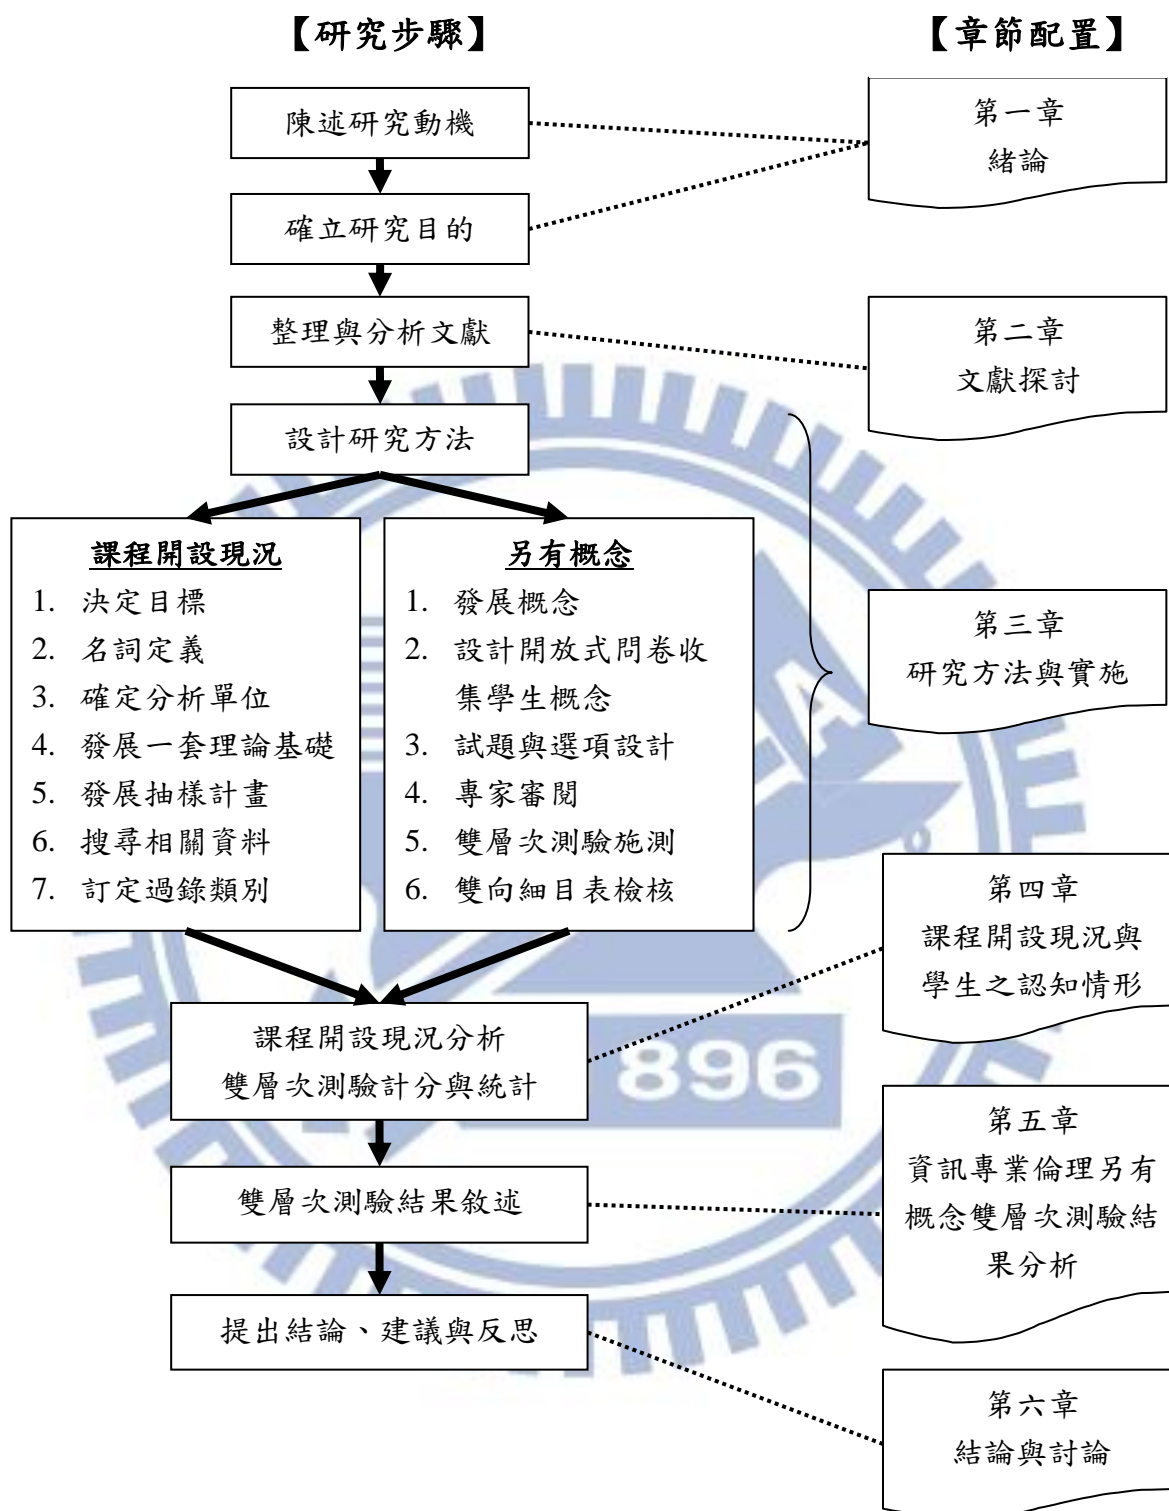 【研究步驟】
【章節配置】
陳述研究動機
確立研究目的
整理與分析文獻
設計研究方法
課程開設現況
1. 決定目標
2. 名詞定義
3. 確定分析單位
4. 發展一套理論基礎
5. 發展抽樣計畫
6. 搜尋相關資料
7. 訂定過錄類別
另有概念
1. 發展概念
2. 設計開放式問卷收
集學生概念
3. 試題與選項設計
4. 專家審閱
5. 雙層次測驗施測
6. 雙向細目表檢核
課程開設現況分析
雙層次測驗計分與統計
雙層次測驗結果敘述
提出結論、建議與反思
第一章
緒論
第二章
文獻探討
第三章
研究方法與實施
第四章
課程開設現況與
學生之認知情形
第五章
資訊專業倫理另有
概念雙層次測驗結
果分析
第六章
結論與討論
896